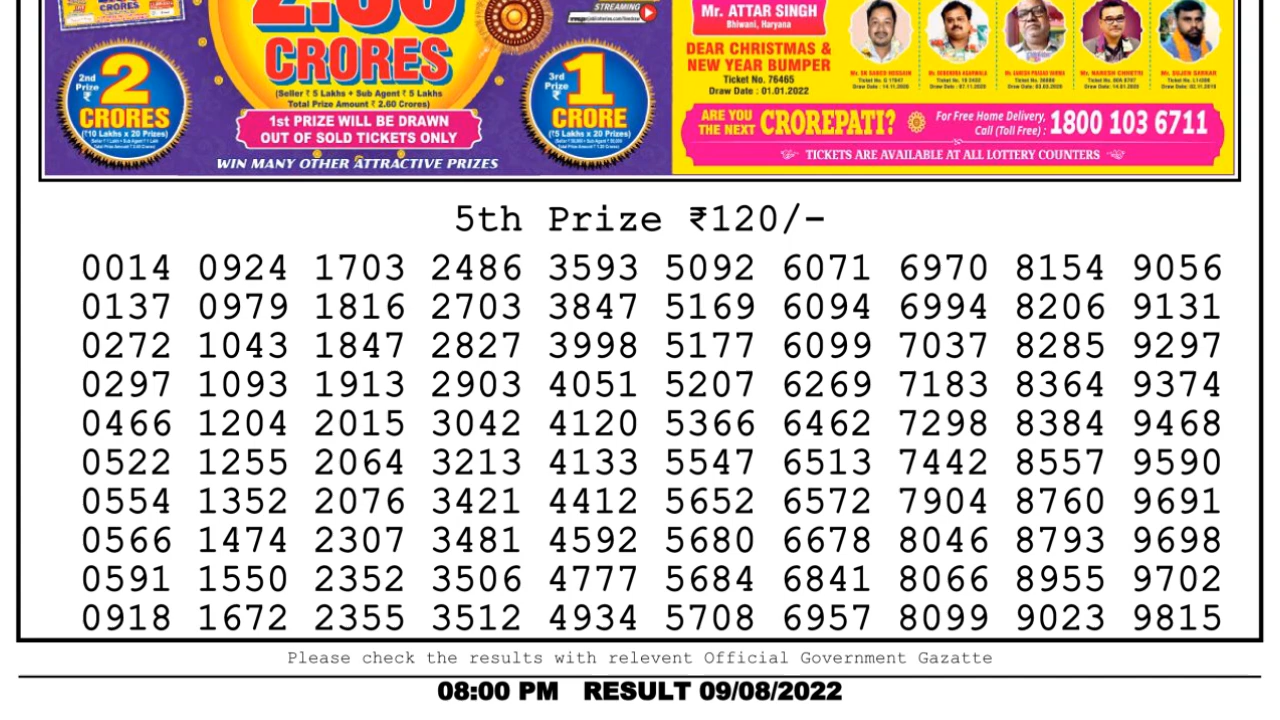 STREAMING
CRORES
(Seller ₹ 5 Lakhs + Sub Agent ₹ 5 Lakhs
Total Prize Amount ₹ 2.60 Crores)
1st PRIZE WILL BE DRAWN
OUT OF SOLD TICKETS ONLY
WIN MANY OTHER ATTRACTIVE PRIZES
2nd
Prize
₹
2
CRORES
(₹10 Lakhs x 20 Prizes)
3rd
Prize
₹
1
CRORE
(₹5 Lakhs x 20 Prizes)
Mr. ATTAR SINGH
Bhiwani, Haryana
DEAR CHRISTMAS &
NEW YEAR BUMPER
Ticket No. 76465
Draw Date : 01.01.2022
ARE YOU
THE NEXT CROREPATI?
For Free Home Delivery,
Call (Toll Free) : 1800 103 6711
TICKETS ARE AVAILABLE AT ALL LOTTERY COUNTERS
5th Prize ₹120/-
0014 0924 1703 2486 3593 5092 6071 6970 8154 9056
0137 0979 1816 2703 3847 5169 6094 6994 8206 9131
0272 1043 1847 2827 3998 5177 6099 7037 8285 9297
0297 1093 1913 2903 4051 5207 6269 7183 8364 9374
0466 1204 2015 3042 4120 5366 6462 7298 8384 9468
0522 1255 2064 3213 4133 5547 6513 7442 8557 9590
0554 1352 2076 3421 4412 5652 6572 7904 8760 9691
0566 1474 2307 3481 4592 5680 6678 8046 8793 9698
0591 1550 2352 3506 4777 5684 6841 8066 8955 9702
0918 1672 2355 3512 4934 5708 6957 8099 9023 9815
Please check the results with relevent Official Government Gazatte
08:00 PM RESULT 09/08/2022